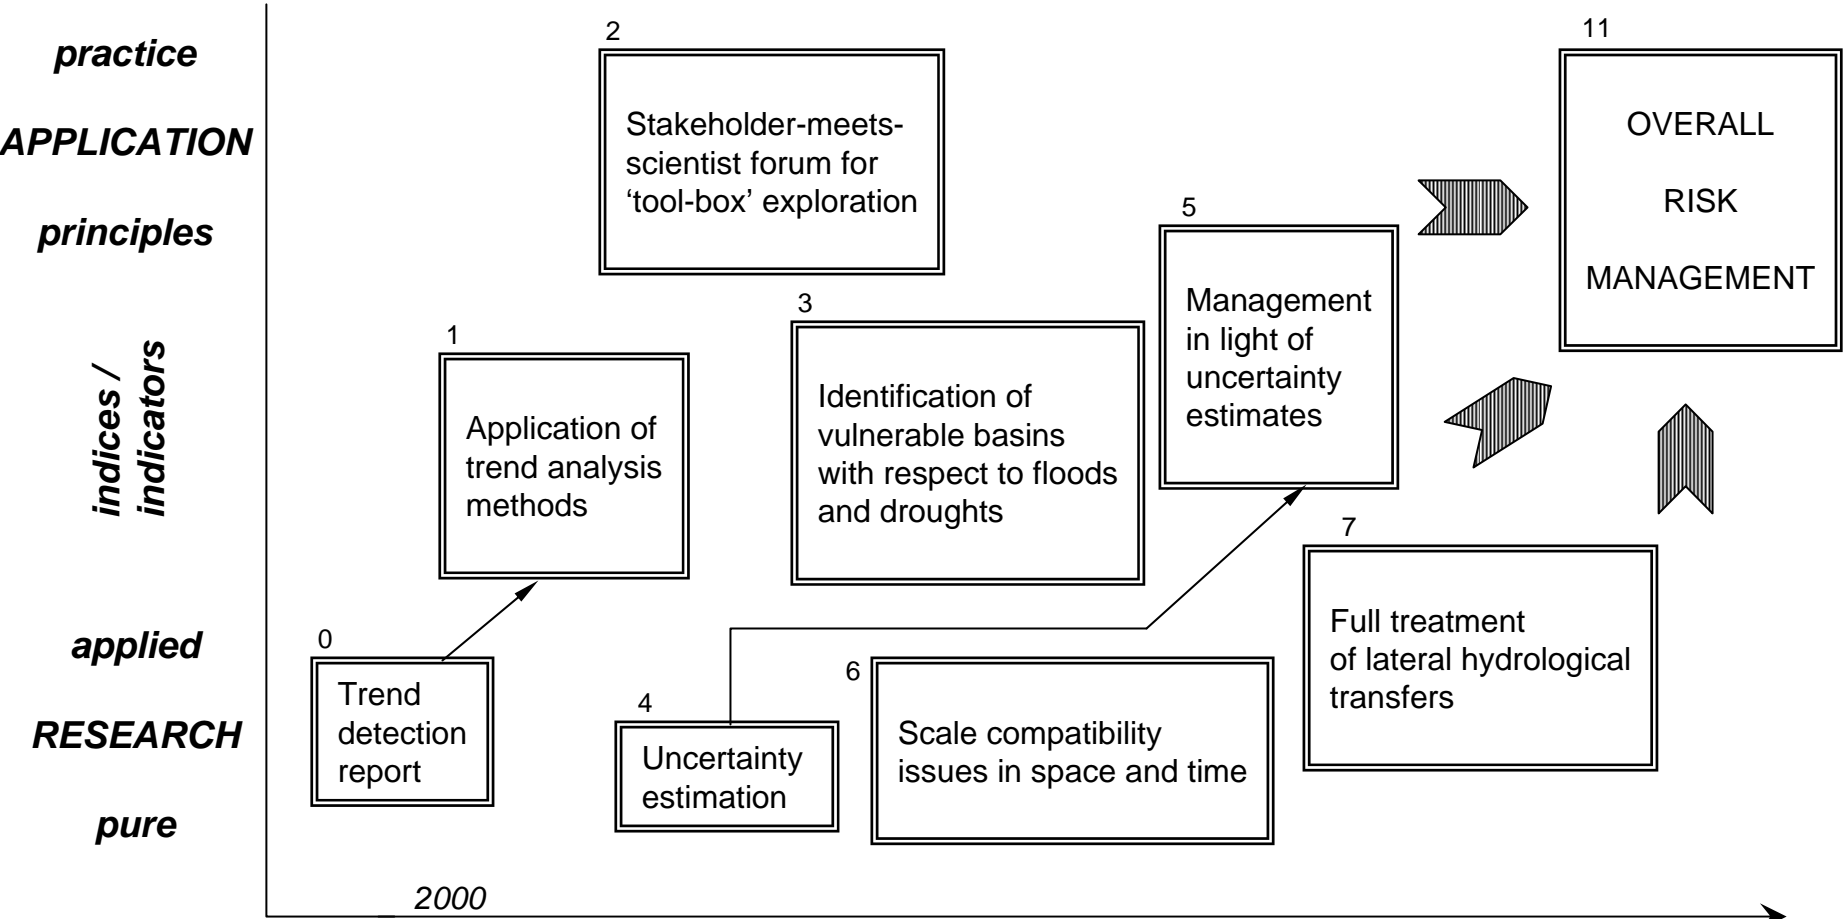 practice
APPLICATION
principles
indices /
indicators
applied
RESEARCH
pure
2
Stakeholder-meets-
scientist forum for
‘tool-box’ exploration
11
OVERALL
RISK
MANAGEMENT
5
Management
in light of
uncertainty
estimates
3
Identification of
vulnerable basins
with respect to floods
and droughts
1
Application of
trend analysis
methods
7
Full treatment
of lateral hydrological
transfers
0
Trend
detection
report
4
Uncertainty
estimation
6
Scale compatibility
issues in space and time
2000